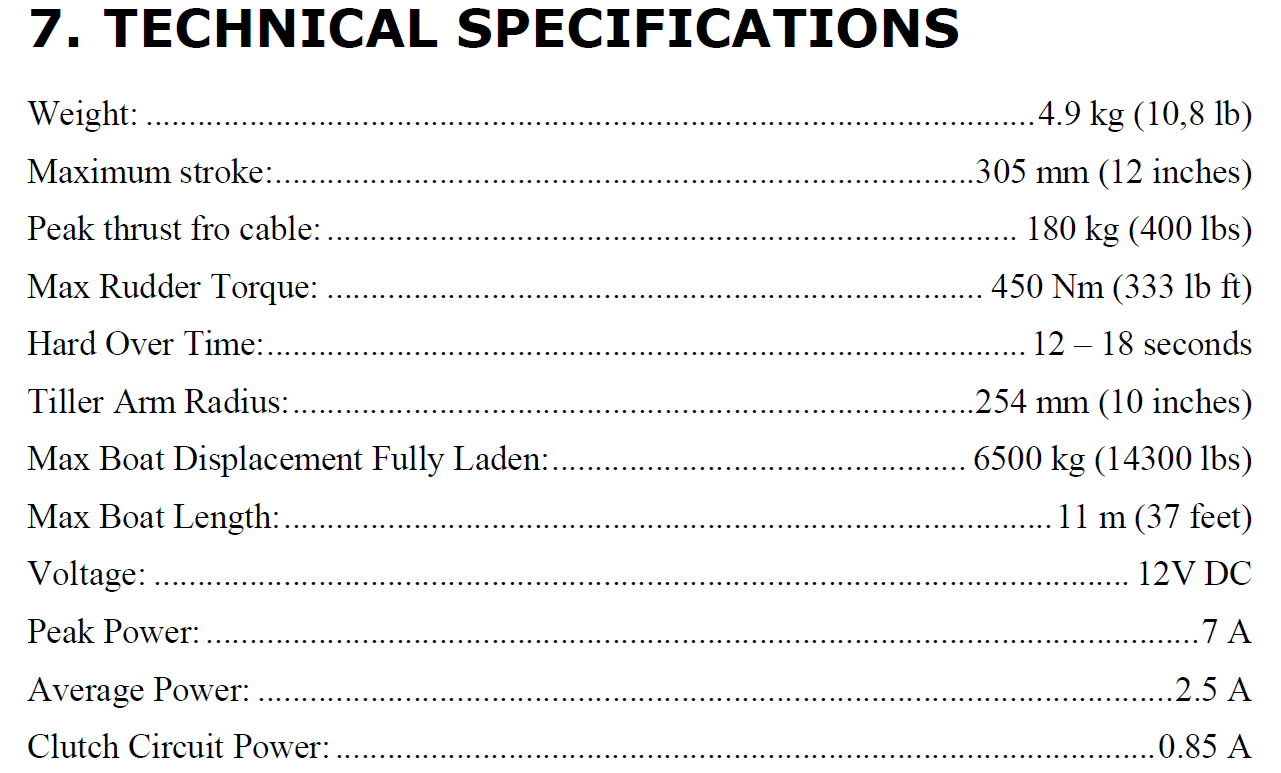 7. TECHNICAL SPECIFICATIONS
Weight: ........................................................................................................4.9 kg (10,8 lb)
Maximum stroke:..................................................................................305 mm (12 inches)
Peak thrust fro cable: ................................................................................ 180 kg (400 lbs)
Max Rudder Torque: ............................................................................ 450 Nm (333 lb ft)
Hard Over Time:......................................................................................... 12 – 18 seconds
Tiller Arm Radius: ................................................................................254 mm (10 inches)
Max Boat Displacement Fully Laden:................................................ 6500 kg (14300 lbs)
Max Boat Length:.......................................................................................... 11 m (37 feet)
Voltage: .................................................................................................................. 12V DC
Peak Power: ....................................................................................................................7 A
Average Power: ...........................................................................................................2.5 A
Clutch Circuit Power: ................................................................................................0.85 A